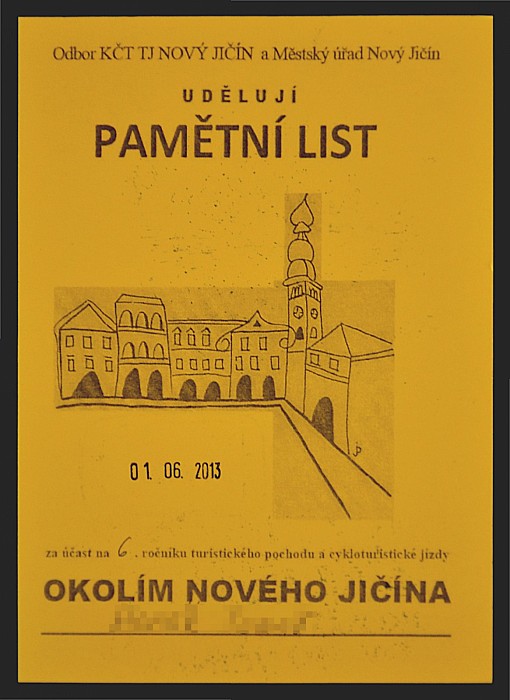 Odbor KČT TJ NOVÝ JIČÍN a Městský úřad Nový Jičín
UDĚLUJÍ
PAMĚTNÍ LIST
01. 06. 2013
za účast na 6. ročníku turistického pochodu a cykloturistické jízdy
OKOLÍM NOVÉHO JIČÍNA